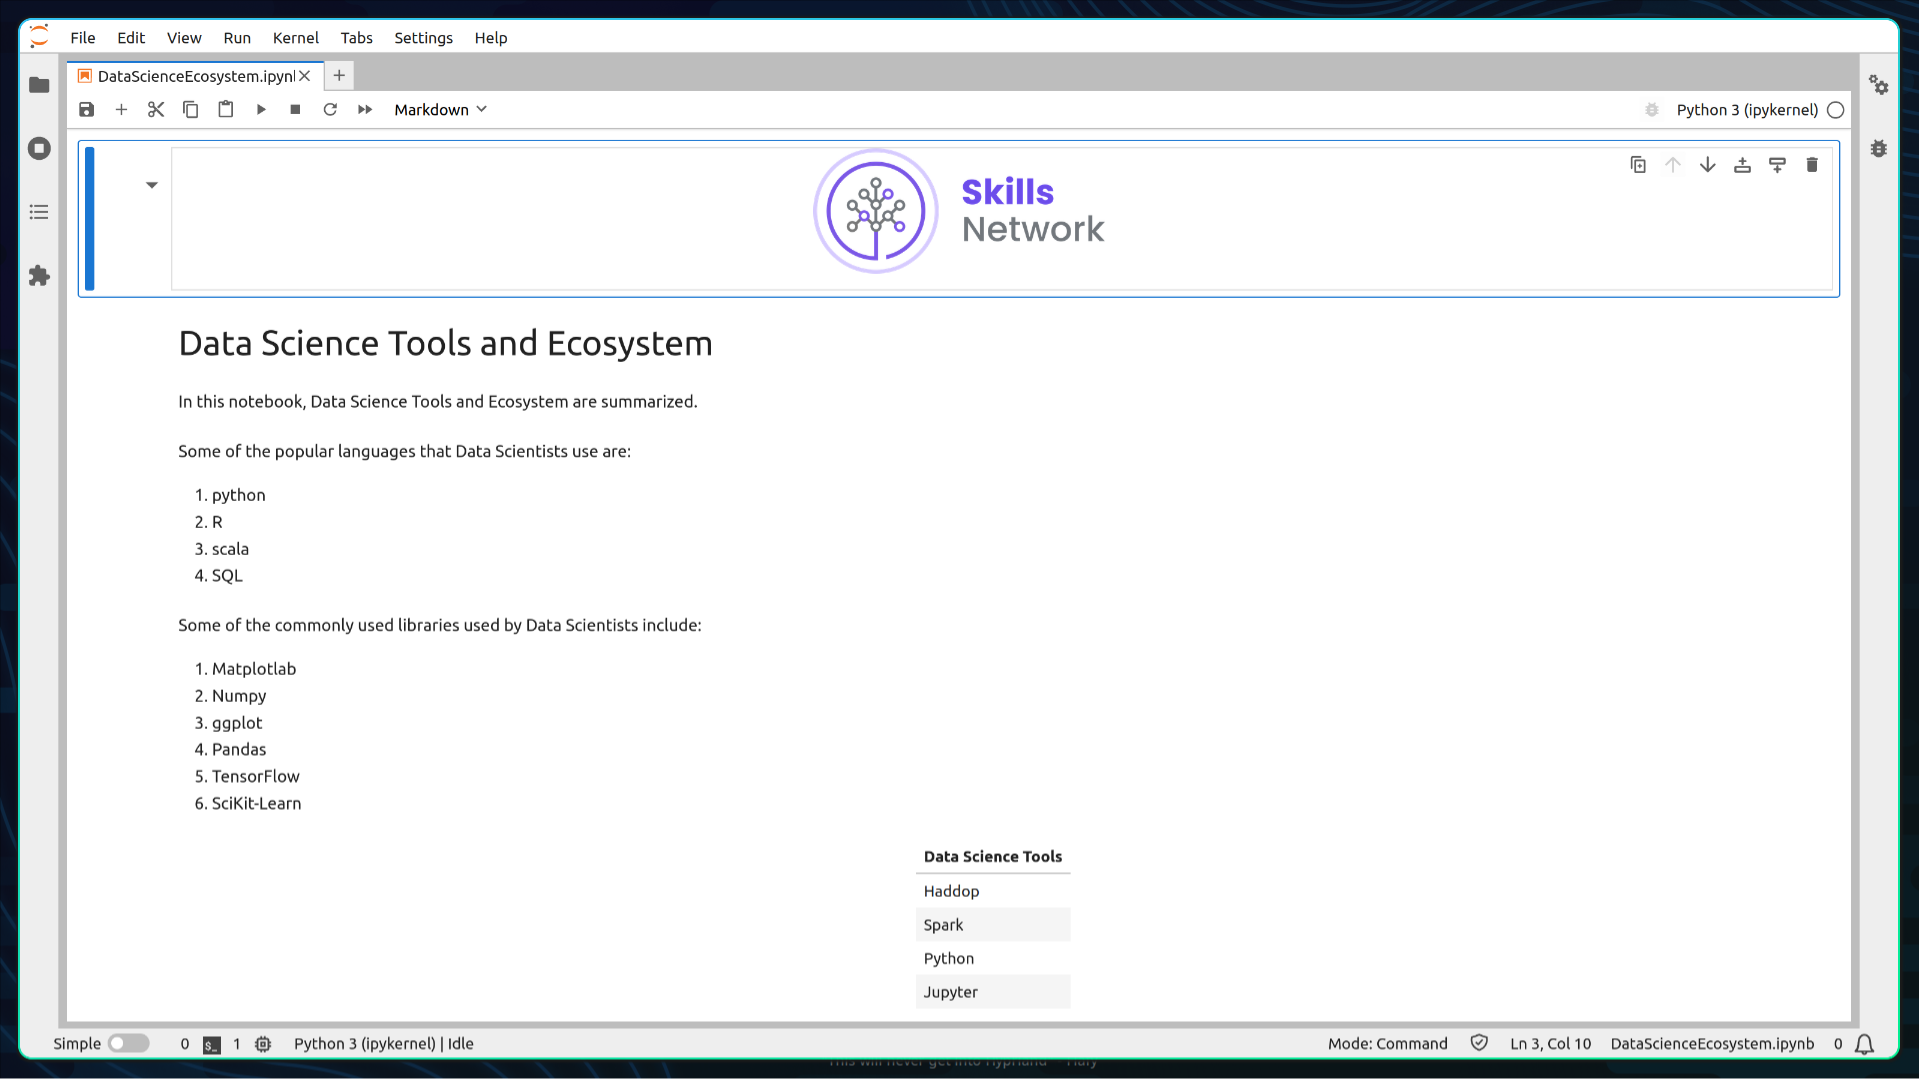 File Edit View Run Kernel Tabs Settings Help
DataScienceEcosystem.ipynl
Markdown
Python 3 (ipykernel)
Skills
Network
Data Science Tools and Ecosystem
In this notebook, Data Science Tools and Ecosystem are summarized.
Some of the popular languages that Data Scientists use are:
1. python
2. R
3. scala
4. SQL
Some of the commonly used libraries used by Data Scientists include:
1. Matplotlab
2. Numpy
3. ggplot
4. Pandas
5. TensorFlow
6. SciKit-Learn
Data Science Tools
Haddop
Spark
Python
Jupyter
Simple 0 $_ 1 Python 3 (ipykernel) | Idle Mode: Command Ln 3, Col 10 DataScienceEcosystem.ipynb 0